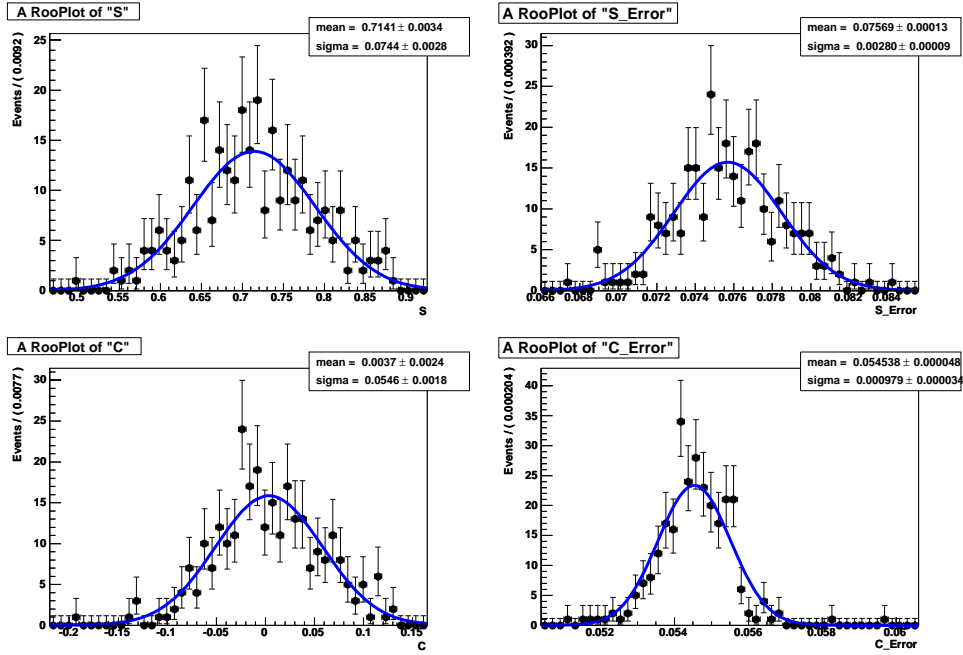 A RooPlot of "S"
mean = 0.7141 ± 0.0034
sigma = 0.0744 ± 0.0028
Events / ( 0.0092 )
25
20
15
10
5
0
0.5 0.55 0.6 0.65 0.7 0.75 0.8 0.85 0.9
S
A RooPlot of "S_Error"
mean = 0.07569 ± 0.00013
sigma = 0.00280 ± 0.00009
Events / ( 0.000392 )
30
25
20
15
10
5
0
0.066 0.068 0.07 0.072 0.074 0.076 0.078 0.08 0.082 0.084
S_Error
A RooPlot of "C"
mean = 0.0037 ± 0.0024
sigma = 0.0546 ± 0.0018
Events / ( 0.0077 )
30
25
20
15
10
5
0
-0.2 -0.15 -0.1 -0.05 0 0.05 0.1 0.15
C
A RooPlot of "C_Error"
mean = 0.054538 ± 0.000048
sigma = 0.000979 ± 0.000034
Events / ( 0.000204 )
40
35
30
25
20
15
10
5
0
0.052 0.054 0.056 0.058 0.06
C_Error